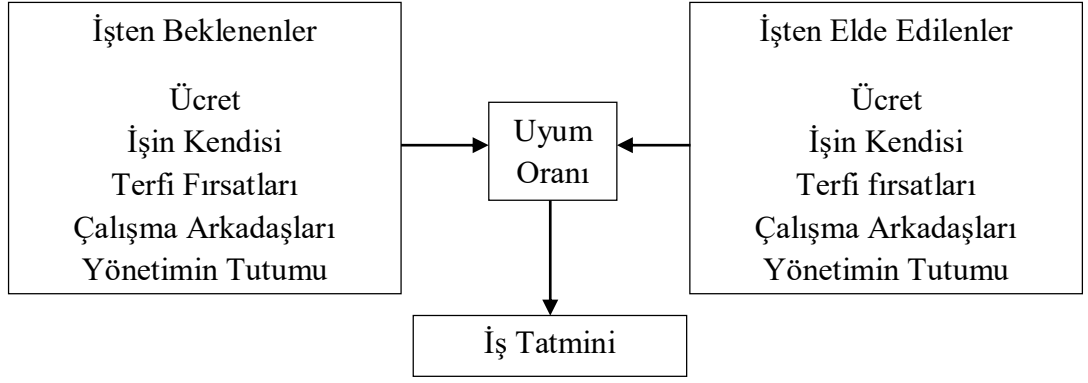 İşten Beklenenler
Ücret
İşin Kendisi
Terfi Fırsatları
Çalışma Arkadaşları
Yönetimin Tutumu
Uyum
Oranı
İşten Elde Edilenler
Ücret
İşin Kendisi
Terfi fırsatları
Çalışma Arkadaşları
Yönetimin Tutumu
İş Tatmini